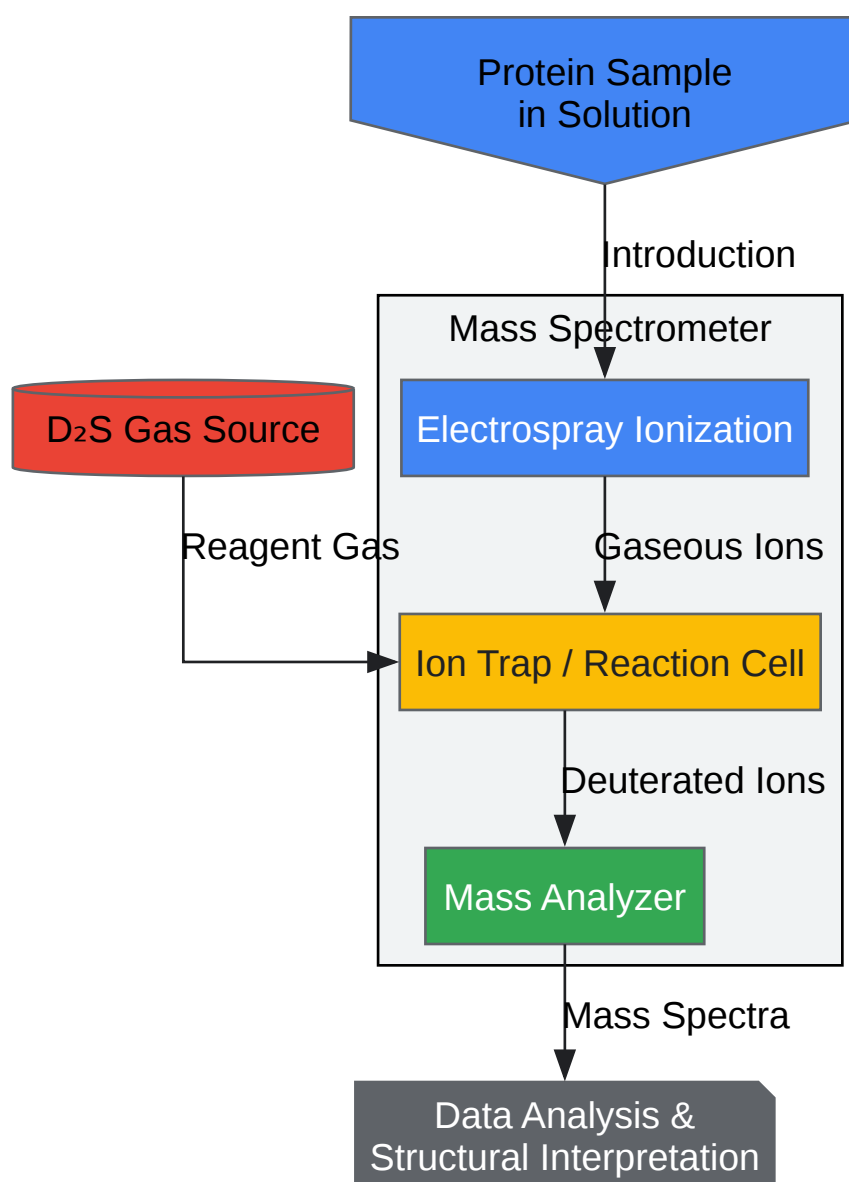 Protein Sample
in Solution
Introduction
Mass Spectrometer
D₂S Gas Source
Electrospray Ionization
Reagent Gas
Gaseous Ions
Ion Trap / Reaction Cell
Deuterated Ions
Mass Analyzer
Mass Spectra
Data Analysis &
Structural Interpretation